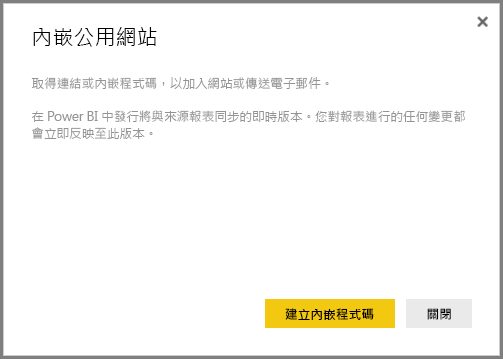 內嵌公用網站
取得連結或內嵌程式碼，以加入網站或傳送電子郵件。
在 Power BI 中發行將與來源報表同步的即時版本。您對報表進行的任何變更都
會立即反映至此版本。
建立內嵌程式碼
關閉